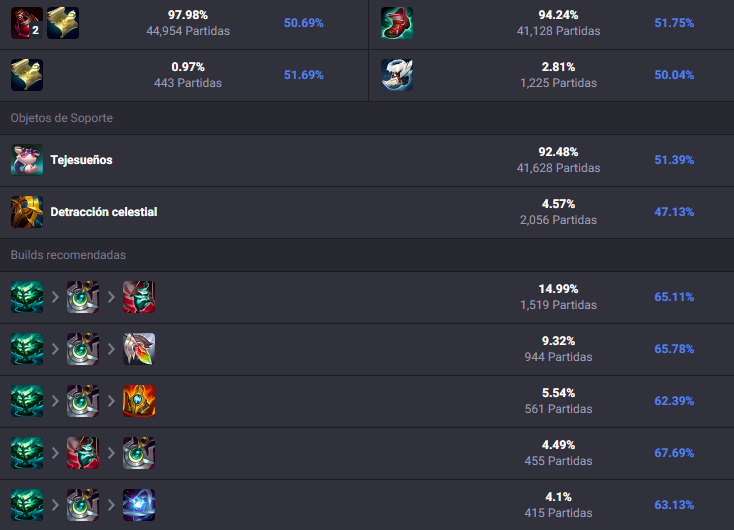 2
97.98%
44,954 Partidas
50.69%
94.24%
41,128 Partidas
51.75%
0.97%
443 Partidas
51.69%
2.81%
1,225 Partidas
50.04%
Objetos de Soporte
Tejesueños
92.48%
41,628 Partidas
51.39%
Detracción celestial
4.57%
2,056 Partidas
47.13%
Builds recomendadas
14.99%
1,519 Partidas
65.11%
9.32%
944 Partidas
65.78%
5.54%
561 Partidas
62.39%
4.49%
455 Partidas
67.69%
4.1%
415 Partidas
63.13%